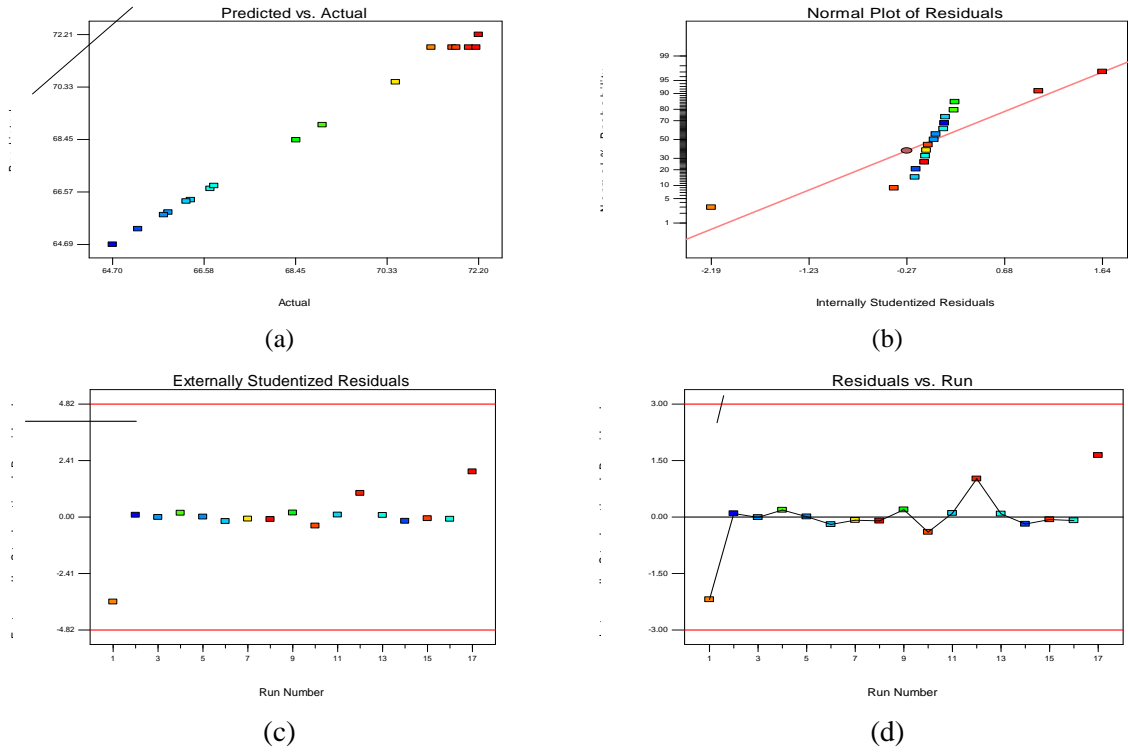 Predicted vs. Actual
72.21
70.33
68.45
66.57
64.69
64.70 66.58 68.45 70.33 72.20
Actual
(a)
Normal Plot of Residuals
99
95
90
80
70
50
30
20
10
5
1
-2.19 -1.23 -0.27 0.68 1.64
Internally Studentized Residuals
(b)
Externally Studentized Residuals
4.82
2.41
0.00
-2.41
-4.82
1 3 5 7 9 11 13 15 17
Run Number
(c)
Residuals vs. Run
3.00
1.50
0.00
-1.50
-3.00
1 3 5 7 9 11 13 15 17
Run Number
(d)